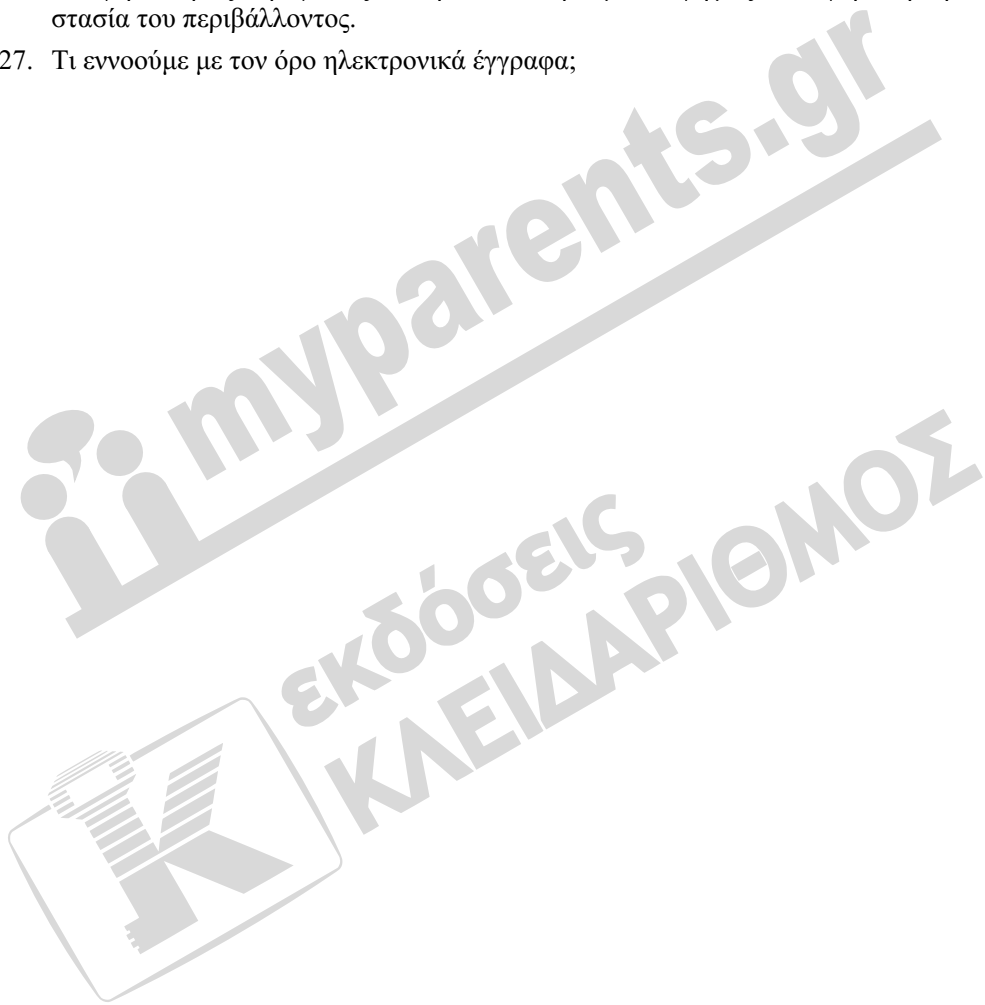 στασία του περιβάλλοντος.
27. Τι εννοούμε με τον όρο ηλεκτρονικά έγγραφα;
myparents.gr
εκδόσεις
ΚΛΕΙΔΑΡΙΘΜΟΣ